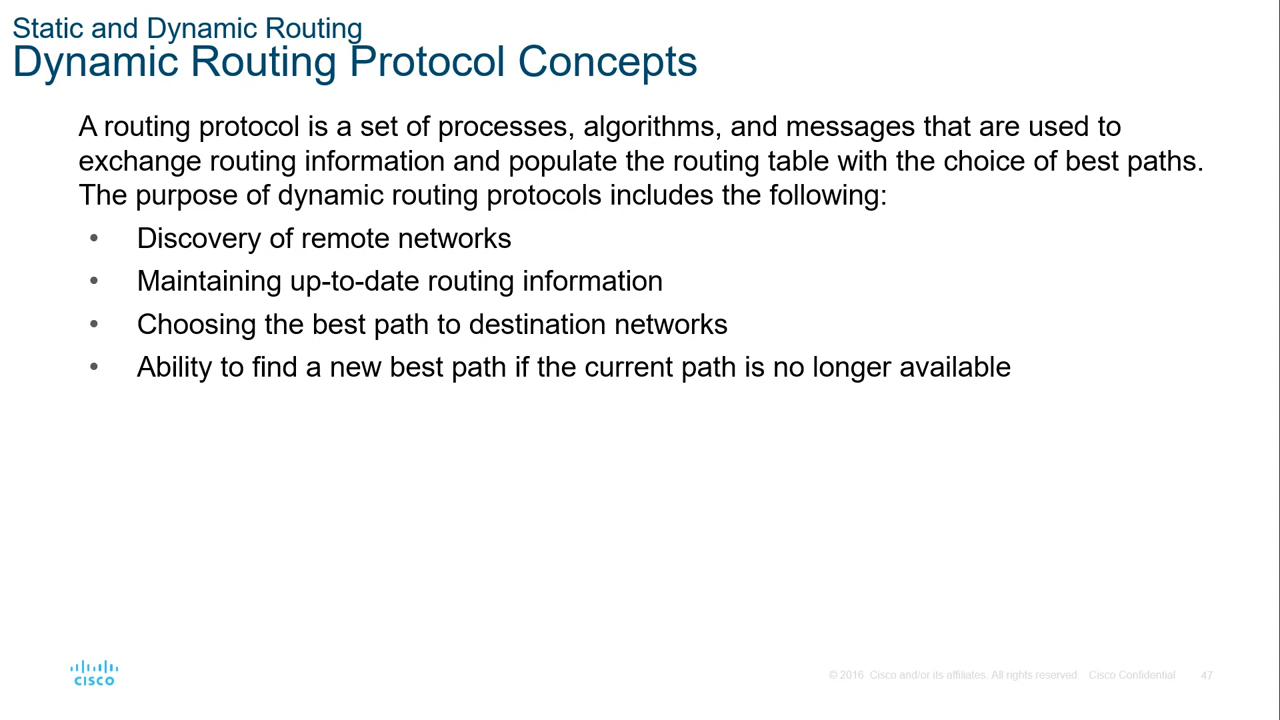 Static and Dynamic Routing
Dynamic Routing Protocol Concepts
A routing protocol is a set of processes, algorithms, and messages that are used to
exchange routing information and populate the routing table with the choice of best paths.
The purpose of dynamic routing protocols includes the following:
• Discovery of remote networks
• Maintaining up-to-date routing information
• Choosing the best path to destination networks
• Ability to find a new best path if the current path is no longer available
CISCO
© 2016 Cisco and/or its affiliates. All rights reserved. Cisco Confidential 47